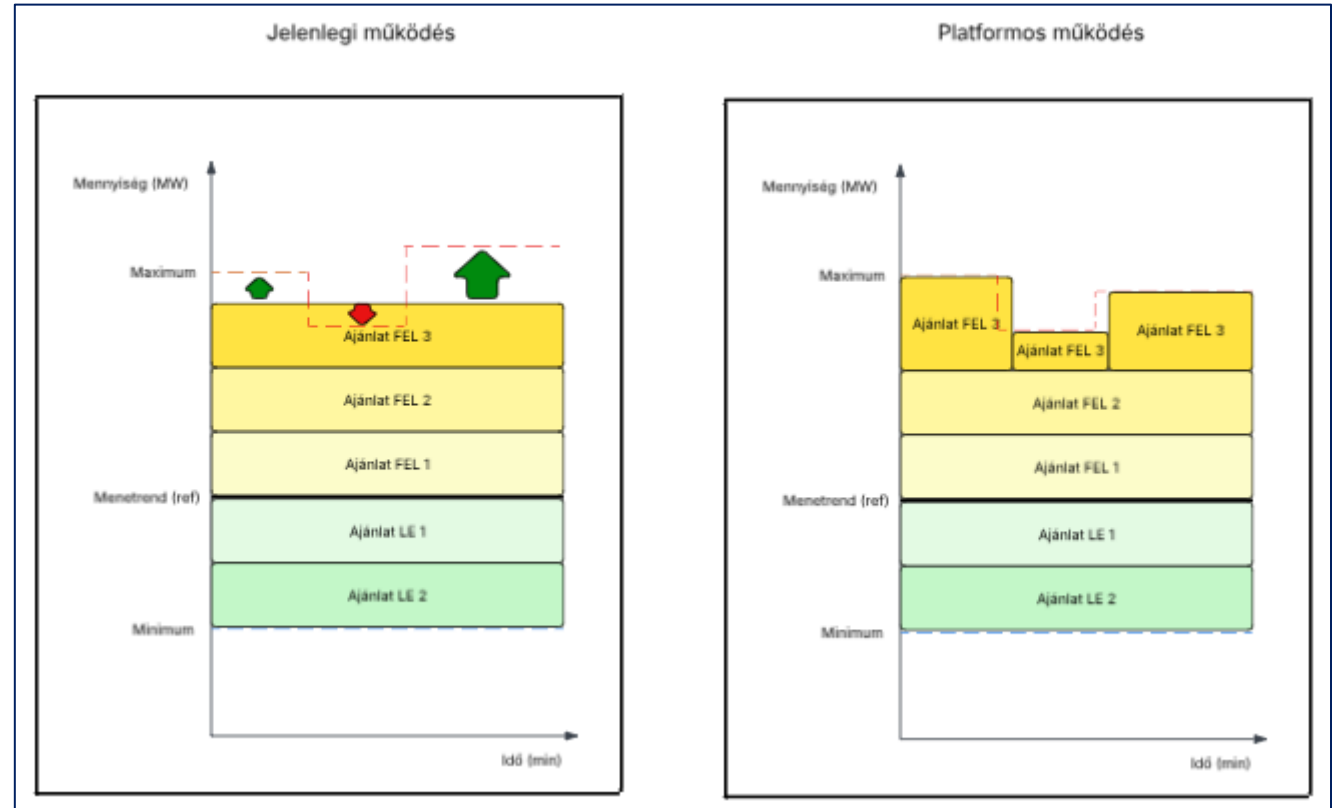 Jelenlegi működés
Mennyiség (MW)
Maximum
Ajánlat FEL 3
Ajánlat FEL 2
Ajánlat FEL 1
Menetrend (ref)
Ajánlat LE 1
Ajánlat LE 2
Minimum
Idő (min)
Platformos működés
Mennyiség (MW)
Maximum
Ajánlat FEL 3
Ajánlat FEL 3
Ajánlat FEL 3
Ajánlat FEL 2
Ajánlat FEL 1
Menetrend (ref)
Ajánlat LE 1
Ajánlat LE 2
Minimum
Idő (min)